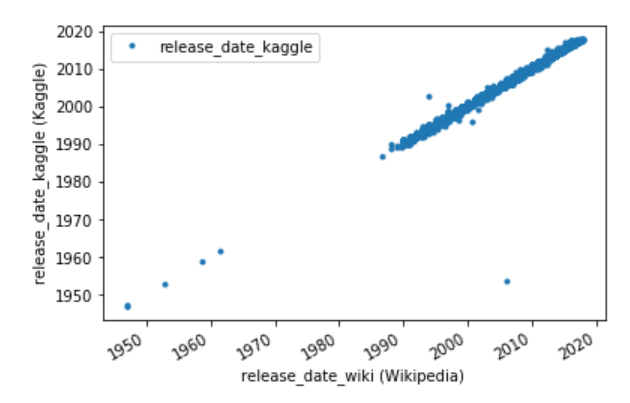 release_date_kaggle
release_date_kaggle (Kaggle)
2020
2010
2000
1990
1980
1970
1960
1950
1950 1960 1970 1980 1990 2000 2010 2020
release_date_wiki (Wikipedia)